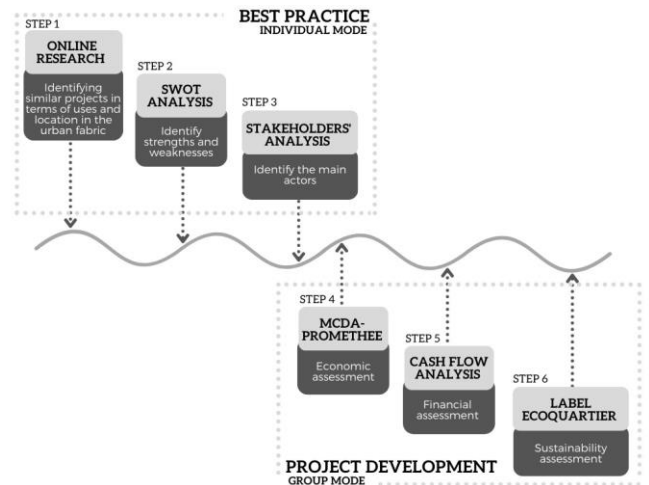 BEST PRACTICE
INDIVIDUAL MODE
STEP 1
ONLINE
RESEARCH
Identifying
similar projects in
terms of uses and
location in the
urban fabric
STEP 2
SWOT
ANALYSIS
Identify
strengths and
weaknesses
STEP 3
STAKEHOLDERS'
ANALYSIS
Identify the main
actors
STEP 4
MCDA-
PROMETHEE
Economic
assessment
STEP 5
CASH FLOW
ANALYSIS
Financial
assessment
STEP 6
LABEL
ECOQUARTIER
Sustainability
assessment
PROJECT DEVELOPMENT
GROUP MODE